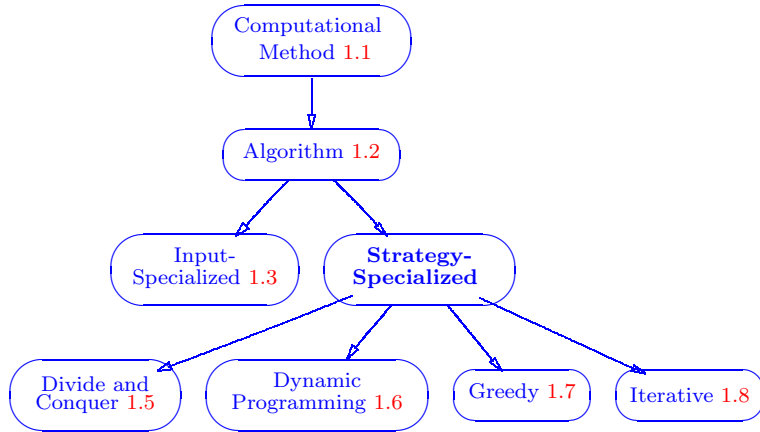 Computational
Method 1.1
Algorithm 1.2
Input-
Specialized 1.3
Strategy-
Specialized
Divide and
Conquer 1.5
Dynamic
Programming 1.6
Greedy 1.7
Iterative 1.8